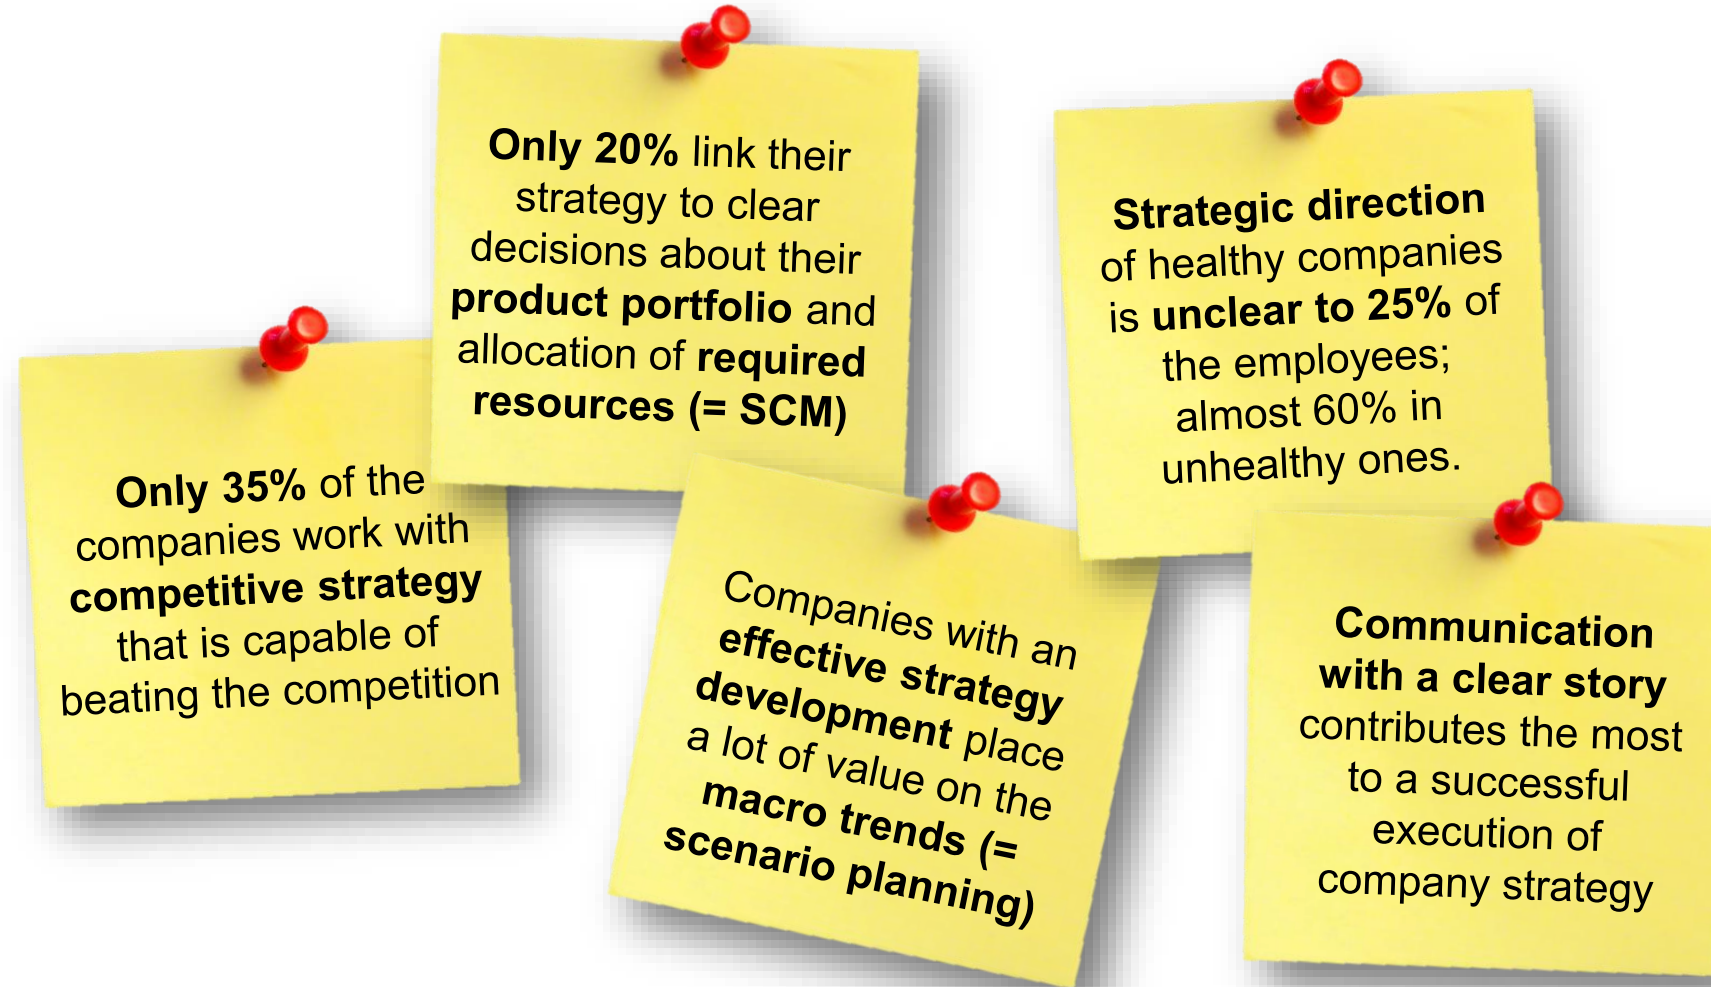 Only 35% of the
companies work with
competitive strategy
that is capable of
beating the competition
Only 20% link their
strategy to clear
decisions about their
product portfolio and
allocation of required
resources (= SCM)
Companies with an
effective strategy
development place
a lot of value on the
macro trends (=
scenario planning)
Strategic direction
of healthy companies
is unclear to 25% of
the employees;
almost 60% in
unhealthy ones.
Communication
with a clear story
contributes the most
to a successful
execution of
company strategy